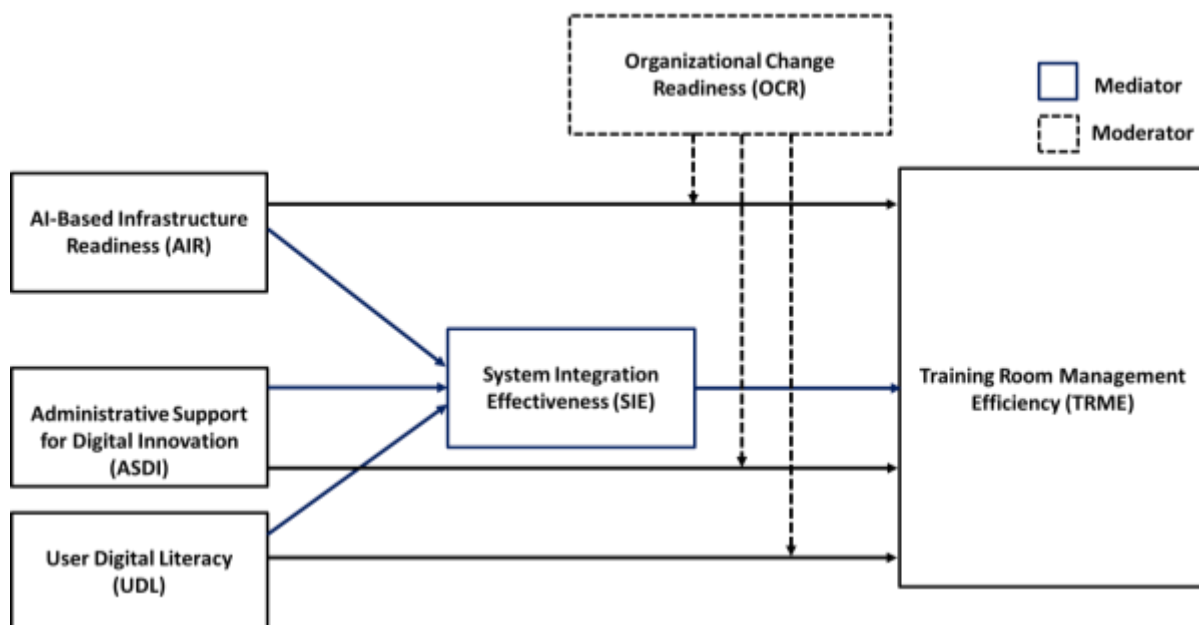 Organizational Change
Readiness (OCR)
Mediator
Moderator
AI-Based Infrastructure
Readiness (AIR)
System Integration
Effectiveness (SIE)
Training Room Management
Efficiency (TRME)
Administrative Support
for Digital Innovation
(ASDI)
User Digital Literacy
(UDL)